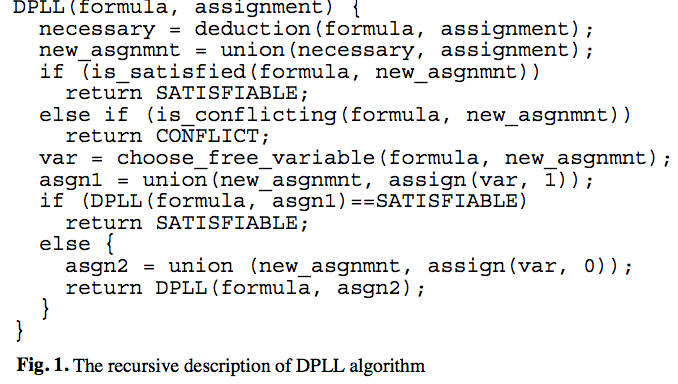 DPLL(formula, assignment) {
necessary = deduction(formula, assignment);
new_asgnmnt = union(necessary, assignment);
if (is_satisfied(formula, new_asgnmnt))
return SATISFIABLE;
else if (is_conflicting(formula, new_asgnmnt))
return CONFLICT;
var = choose_free_variable(formula, new_asgnmnt);
asgn1 = union(new_asgnmnt, assign(var, 1));
if (DPLL(formula, asgn1)==SATISFIABLE)
return SATISFIABLE;
else {
asgn2 = union (new_asgnmnt, assign(var, 0));
return DPLL(formula, asgn2);
}
}
Fig. 1. The recursive description of DPLL algorithm